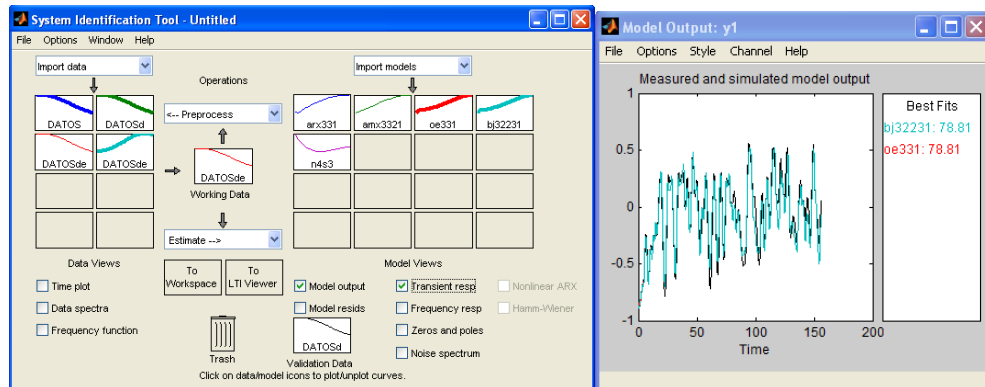 System Identification Tool - Untitled
File Options Window Help
Import data
Operations
Import models
DATOS
DATOSd
<-- Preprocess
arx331
amx3321
oe331
bj32231
DATOSde
DATOSde
DATOSde
Working Data
n4s3
Estimate -->
Data Views
To Workspace
To LTI Viewer
Model Views
Time plot
Data spectra
Frequency function
Model output
Model resids
Transient resp
Frequency resp
Zeros and poles
Noise spectrum
Nonlinear ARX
Hamm-Wiener
Trash
DATOSd
Validation Data
Click on data/model icons to plot/unplot curves.
Model Output: y1
File Options Style Channel Help
Measured and simulated model output
1
0.5
0
-0.5
-1
0 50 100 150 200
Time
Best Fits
bj32231: 78.81
oe331: 78.81